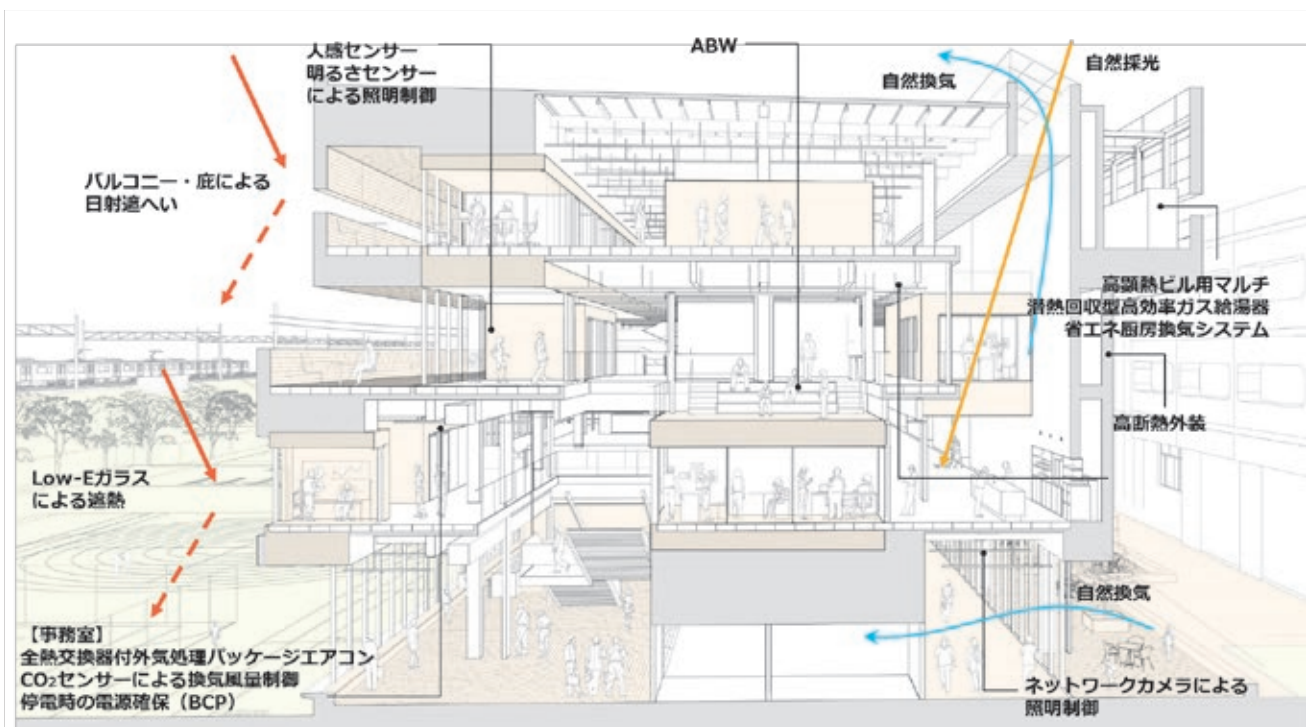 人感センサー
明るさセンサー
による照明制御
ABW
自然換気
自然採光
バルコニー・庇による
日射遮へい
高顕熱ビル用マルチ
潜熱回収型高効率ガス給湯器
省エネ厨房換気システム
高断熱外装
Low-Eガラス
による遮熱
自然換気
【事務室】
全熱交換器付外気処理パッケージエアコン
CO₂センサーによる換気風量制御
停電時の電源確保（BCP）
ネットワークカメラによる
照明制御